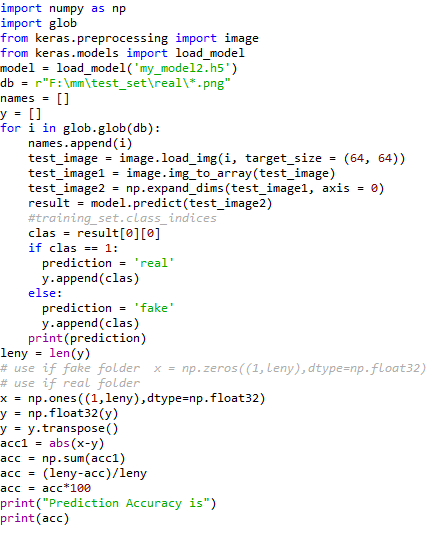 import numpy as np
import glob
from keras.preprocessing import image
from keras.models import load_model
model = load_model('my_model2.h5')
db = r"F:\mm\test_set\real\*.png"
names = []
y = []
for i in glob.glob(db):
    names.append(i)
    test_image = image.load_img(i, target_size = (64, 64))
    test_image1 = image.img_to_array(test_image)
    test_image2 = np.expand_dims(test_image1, axis = 0)
    result = model.predict(test_image2)
    #training_set.class_indices
    clas = result[0][0]
    if clas == 1:
      prediction = 'real'
      y.append(clas)
    else:
      prediction = 'fake'
      y.append(clas)
    print(prediction)
leny = len(y)
# use if fake folder  x = np.zeros((1,leny),dtype=np.float32)
# use if real folder
x = np.ones((1,leny),dtype=np.float32)
y = np.float32(y)
y = y.transpose()
acc1 = abs(x-y)
acc = np.sum(acc1)
acc = (leny-acc)/leny
acc = acc*100
print("Prediction Accuracy is")
print(acc)